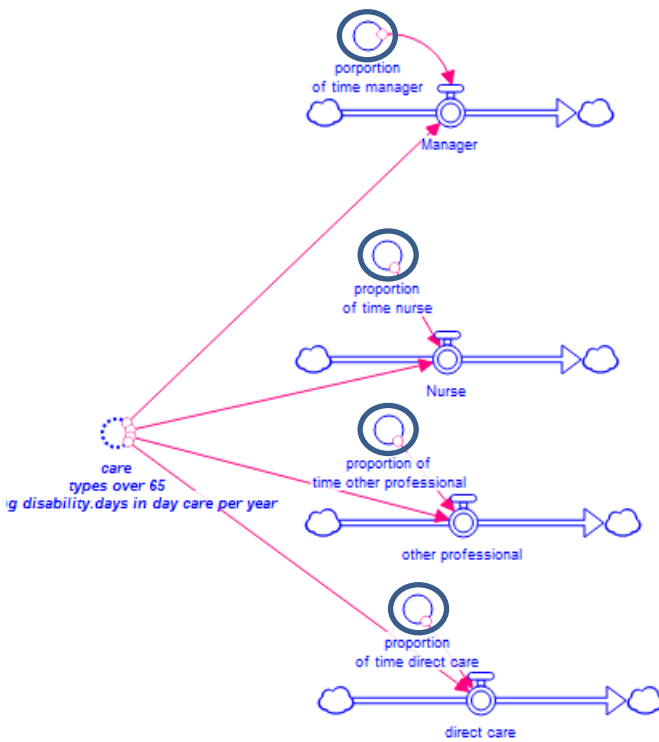 porportion
of time manager
Manager
proportion
of time nurse
Nurse
care
types over 65
disability.days in day care per year
proportion of
time other professional
other professional
proportion
of time direct care
direct care